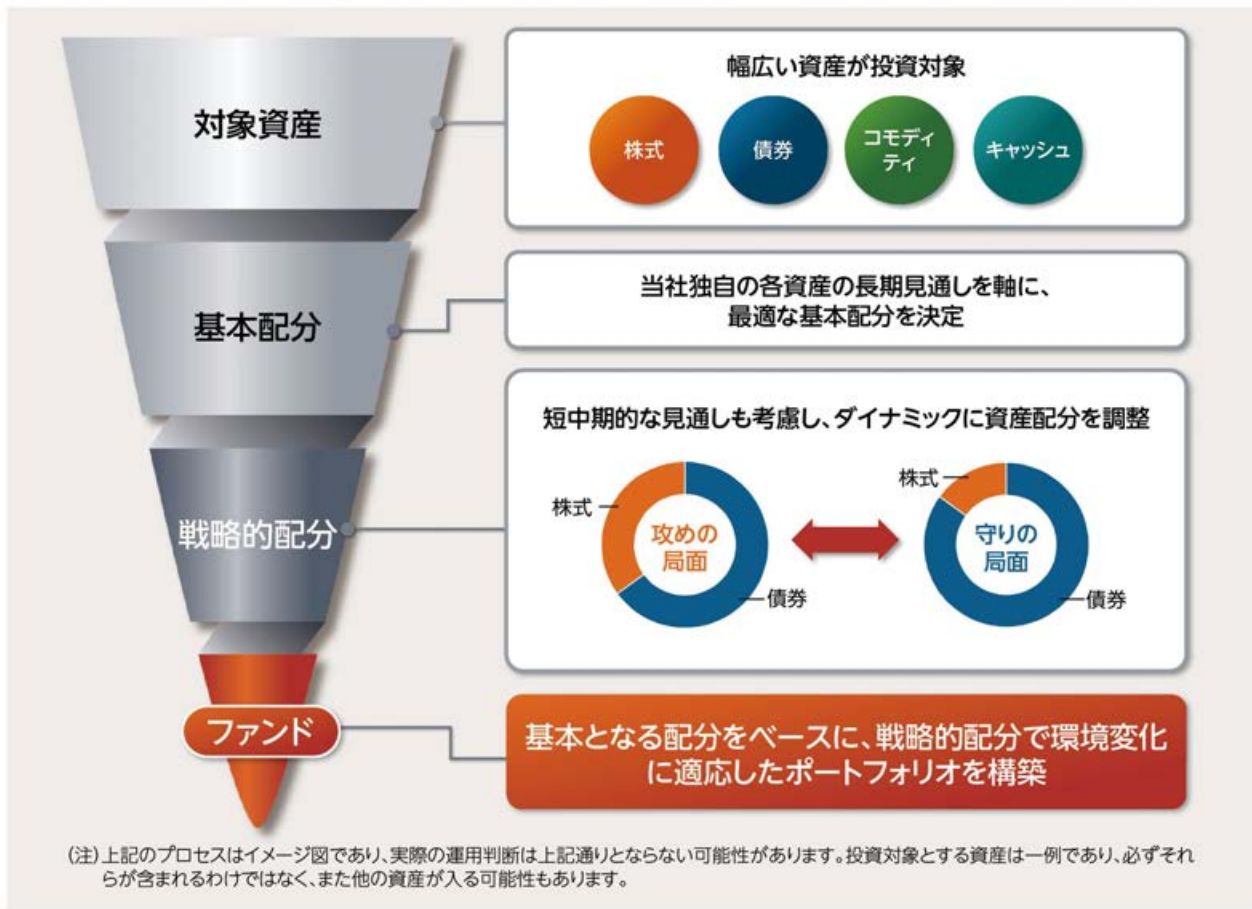 対象資産
幅広い資産が投資対象
株式
債券
コモディ
ティ
キャッシュ
基本配分
当社独自の各資産の長期見通しを軸に、
最適な基本配分を決定
戦略的配分
短中期的な見通しも考慮し、ダイナミックに資産配分を調整
株式
攻めの
局面
債券
株式
守りの
局面
債券
ファンド
基本となる配分をベースに、戦略的配分で環境変化
に適応したポートフォリオを構築
(注)上記のプロセスはイメージ図であり、実際の運用判断は上記通りとならない可能性があります。投資対象とする資産は一例であり、必ずそれ
らが含まれるわけではなく、また他の資産が入る可能性もあります。